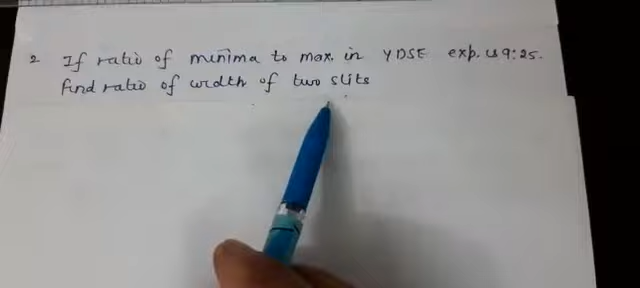 2 If ratio of minima to max. in YDSE exp. is 9:25.
find ratio of width of two slits